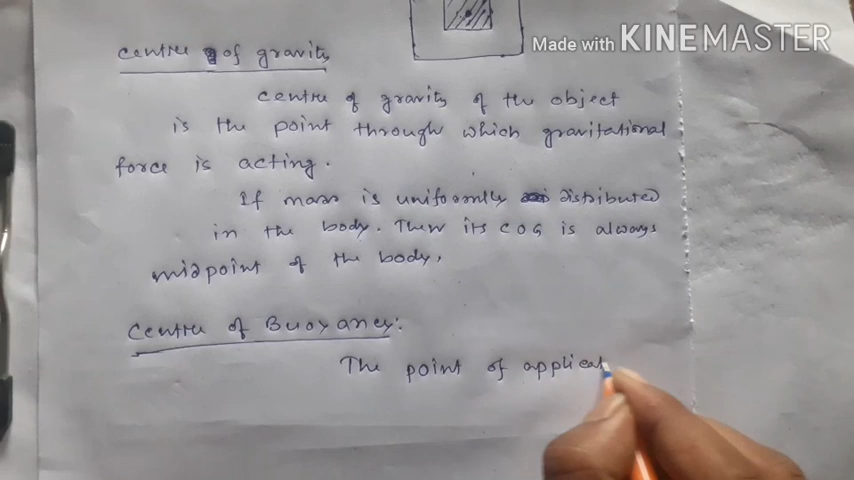 Made with KINEMASTER
Centre of gravity
Centre of gravity of the object
is the point through which gravitational
force is acting.
If mass is uniformly distributed
in the body. Then its COG is always
midpoint of the body.
Centre of Buoyancy:
The point of applicat